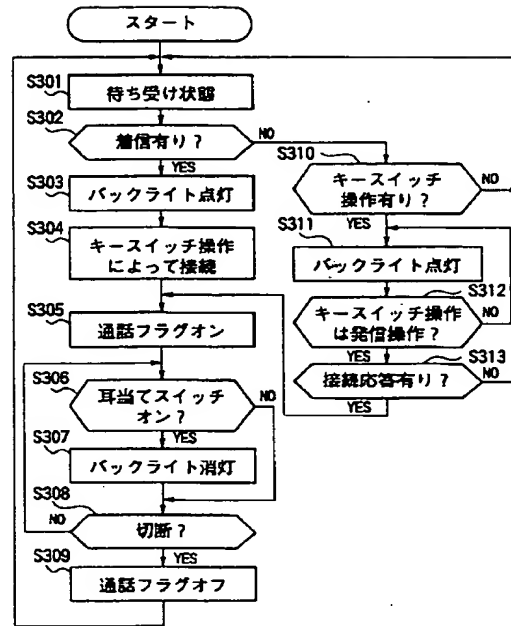 スタート
S301
待ち受け状態
S302
着信有り?
NO
YES
S303
バックライト点灯
S304
キースイッチ操作
によって接続
S305
通話フラグオン
S306
耳当てスイッチ
オン?
NO
YES
S307
バックライト消灯
S308
切断?
NO
YES
S309
通話フラグオフ
S310
キースイッチ
操作有り?
NO
YES
S311
バックライト点灯
S312
キースイッチ操作
は発信操作?
NO
YES
S313
接続応答有り?
NO
YES